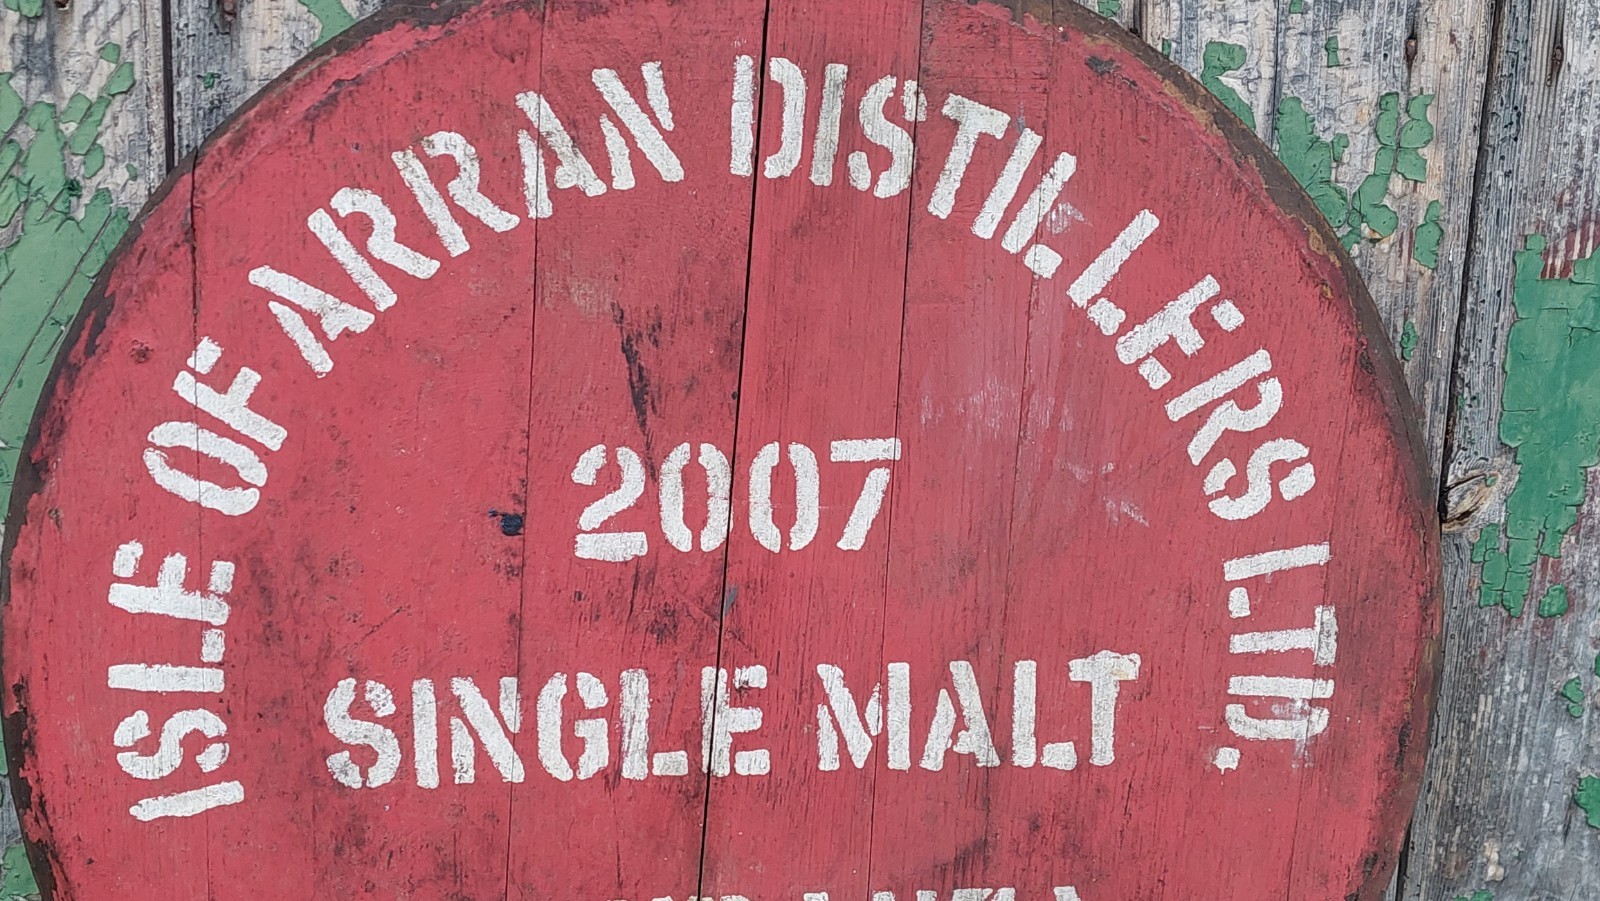 ISLE OF ARRAN DISTILLERS LTD.
2007
SINGLE MALT